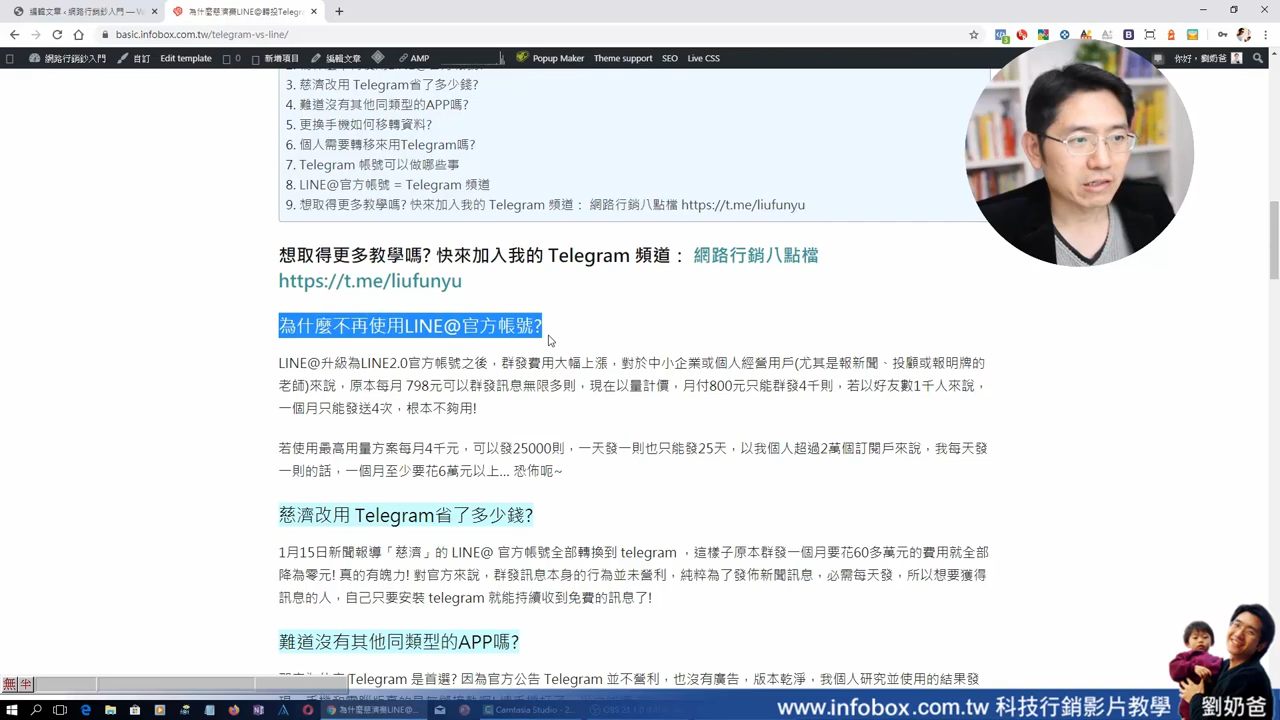 編輯文章 ‹ 網路行銷鈔入門 — W
為什麼慈濟棄LINE@轉投Telegr
basic.infobox.com.tw/telegram-vs-line/
網路行銷鈔入門 自訂 Edit template 0 新增項目 編輯文章 AMP Popup Maker Theme support SEO Live CSS 你好，劉奶爸
3. 慈濟改用 Telegram省了多少錢?
4. 難道沒有其他同類型的APP嗎?
5. 更換手機如何移轉資料?
6. 個人需要轉移來用Telegram嗎?
7. Telegram 帳號可以做哪些事
8. LINE@官方帳號 = Telegram 頻道
9. 想取得更多教學嗎? 快來加入我的 Telegram 頻道： 網路行銷八點檔 https://t.me/liufunyu
想取得更多教學嗎? 快來加入我的 Telegram 頻道： 網路行銷八點檔
https://t.me/liufunyu
為什麼不再使用LINE@官方帳號?
LINE@升級為LINE2.0官方帳號之後，群發費用大幅上漲，對於中小企業或個人經營用戶(尤其是報新聞、投顧或報明牌的
老師)來說，原本每月 798元可以群發訊息無限多則，現在以量計價，月付800元只能群發4千則，若以好友數1千人來說，
一個月只能發送4次，根本不夠用!
若使用最高用量方案每月4千元，可以發25000則，一天發一則也只能發25天，以我個人超過2萬個訂閱戶來說，我每天發
一則的話，一個月至少要花6萬元以上... 恐佈呃~
慈濟改用 Telegram省了多少錢?
1月15日新聞報導「慈濟」的 LINE@ 官方帳號全部轉換到 telegram ，這樣子原本群發一個月要花60多萬元的費用就全部
降為零元! 真的有魄力! 對官方來說，群發訊息本身的行為並未營利，純粹為了發佈新聞訊息，必需每天發，所以想要獲得
訊息的人，自己只要安裝 telegram 就能持續收到免費的訊息了!
難道沒有其他同類型的APP嗎?
Telegram 是首選? 因為官方公告 Telegram 並不營利，也沒有廣告，版本乾淨，我個人研究並使用的結果發
無 半
www.infobox.com.tw 科技行銷影片教學 劉奶爸
為什麼慈濟棄LINE@... Camtasia Studio - 2...